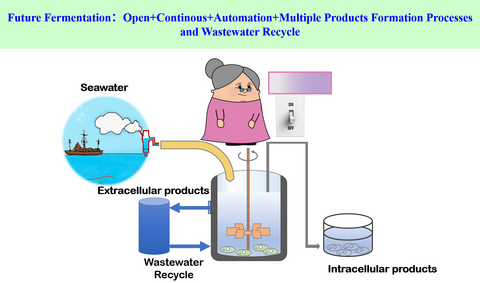 Future Fermentation：Open+Continous+Automation+Multiple Products Formation Processes
and Wastewater Recycle
Seawater
ON
OFF
Extracellular products
Wastewater
Recycle
Intracellular products